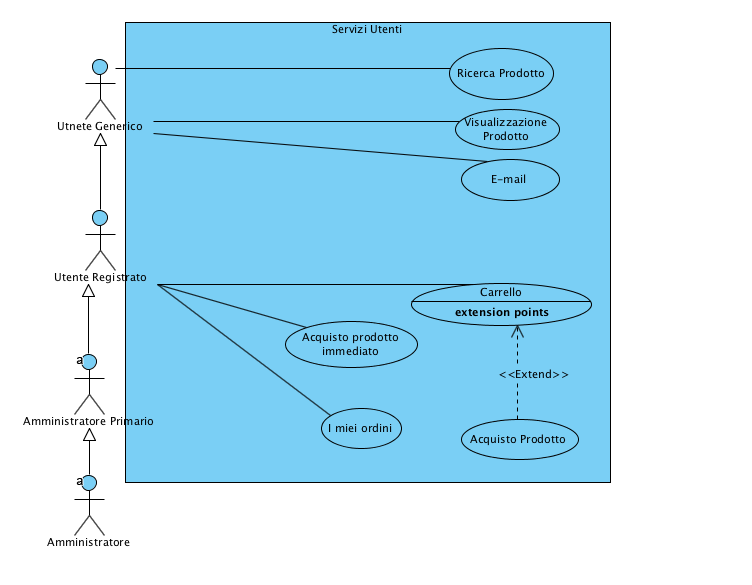 Servizi Utenti
Ricerca Prodotto
Utnete Generico
Visualizzazione
Prodotto
E-mail
Utente Registrato
Carrello
extension points
Acquisto prodotto
immediato
a
<<Extend>>
Amministratore Primario
I miei ordini
Acquisto Prodotto
a
Amministratore